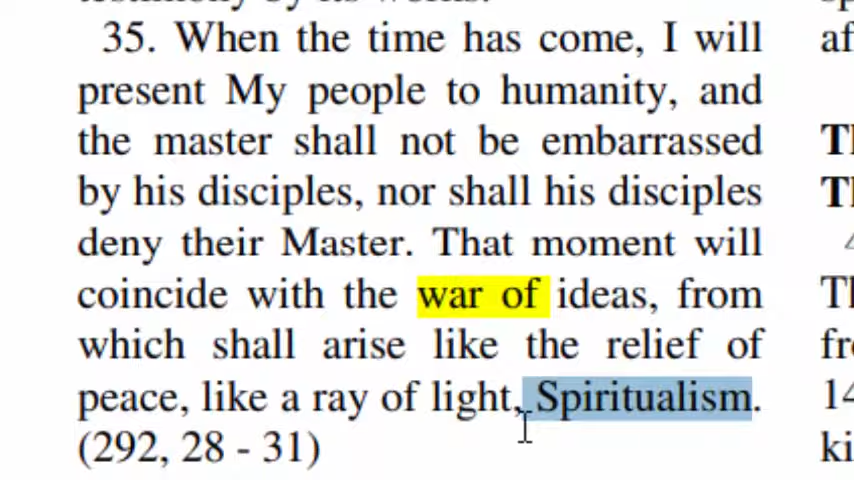 35. When the time has come, I will
present My people to humanity, and
the master shall not be embarrassed
by his disciples, nor shall his disciples
deny their Master. That moment will
coincide with the war of ideas, from
which shall arise like the relief of
peace, like a ray of light, Spiritualism.
(292, 28 - 31)